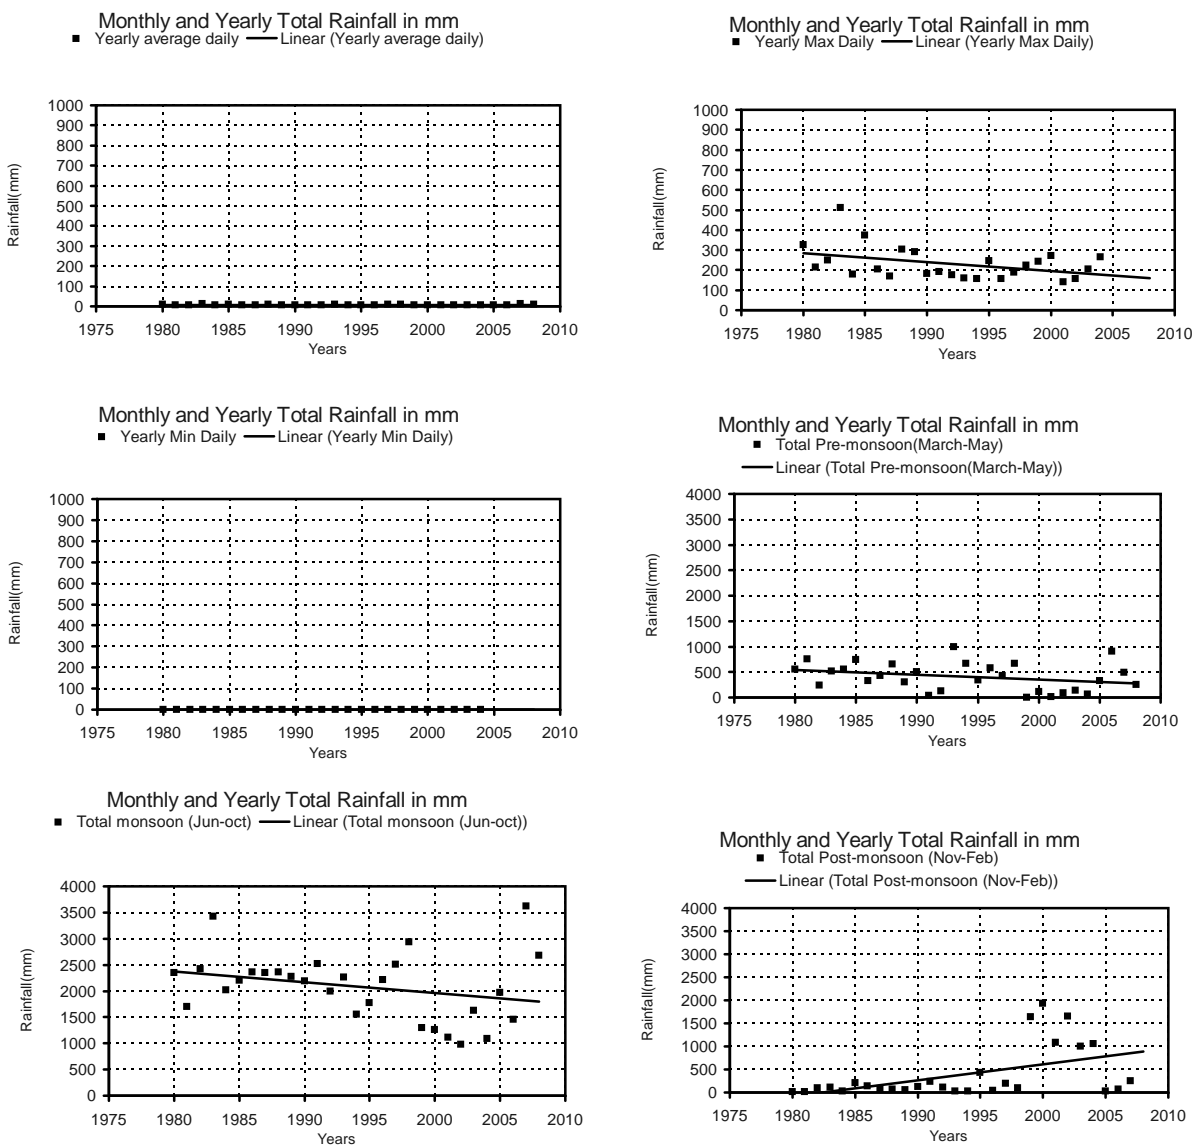 Monthly and Yearly Total Rainfall in mm
■ Yearly average daily — Linear (Yearly average daily)
1000
900
800
700
600
500
400
300
200
100
0
Rainfall(mm)
1975 1980 1985 1990 1995 2000 2005 2010
Years
Monthly and Yearly Total Rainfall in mm
■ Yearly Max Daily — Linear (Yearly Max Daily)
1000
900
800
700
600
500
400
300
200
100
0
Rainfall(mm)
1975 1980 1985 1990 1995 2000 2005 2010
Years
Monthly and Yearly Total Rainfall in mm
■ Yearly Min Daily — Linear (Yearly Min Daily)
1000
900
800
700
600
500
400
300
200
100
0
Rainfall(mm)
1975 1980 1985 1990 1995 2000 2005 2010
Years
Monthly and Yearly Total Rainfall in mm
■ Total Pre-monsoon(March-May)
— Linear (Total Pre-monsoon(March-May))
4000
3500
3000
2500
2000
1500
1000
500
0
Rainfall(mm)
1975 1980 1985 1990 1995 2000 2005 2010
Years
Monthly and Yearly Total Rainfall in mm
■ Total monsoon (Jun-oct) — Linear (Total monsoon (Jun-oct))
4000
3500
3000
2500
2000
1500
1000
500
0
Rainfall(mm)
1975 1980 1985 1990 1995 2000 2005 2010
Years
Monthly and Yearly Total Rainfall in mm
■ Total Post-monsoon (Nov-Feb)
— Linear (Total Post-monsoon (Nov-Feb))
4000
3500
3000
2500
2000
1500
1000
500
0
Rainfall(mm)
1975 1980 1985 1990 1995 2000 2005 2010
Years